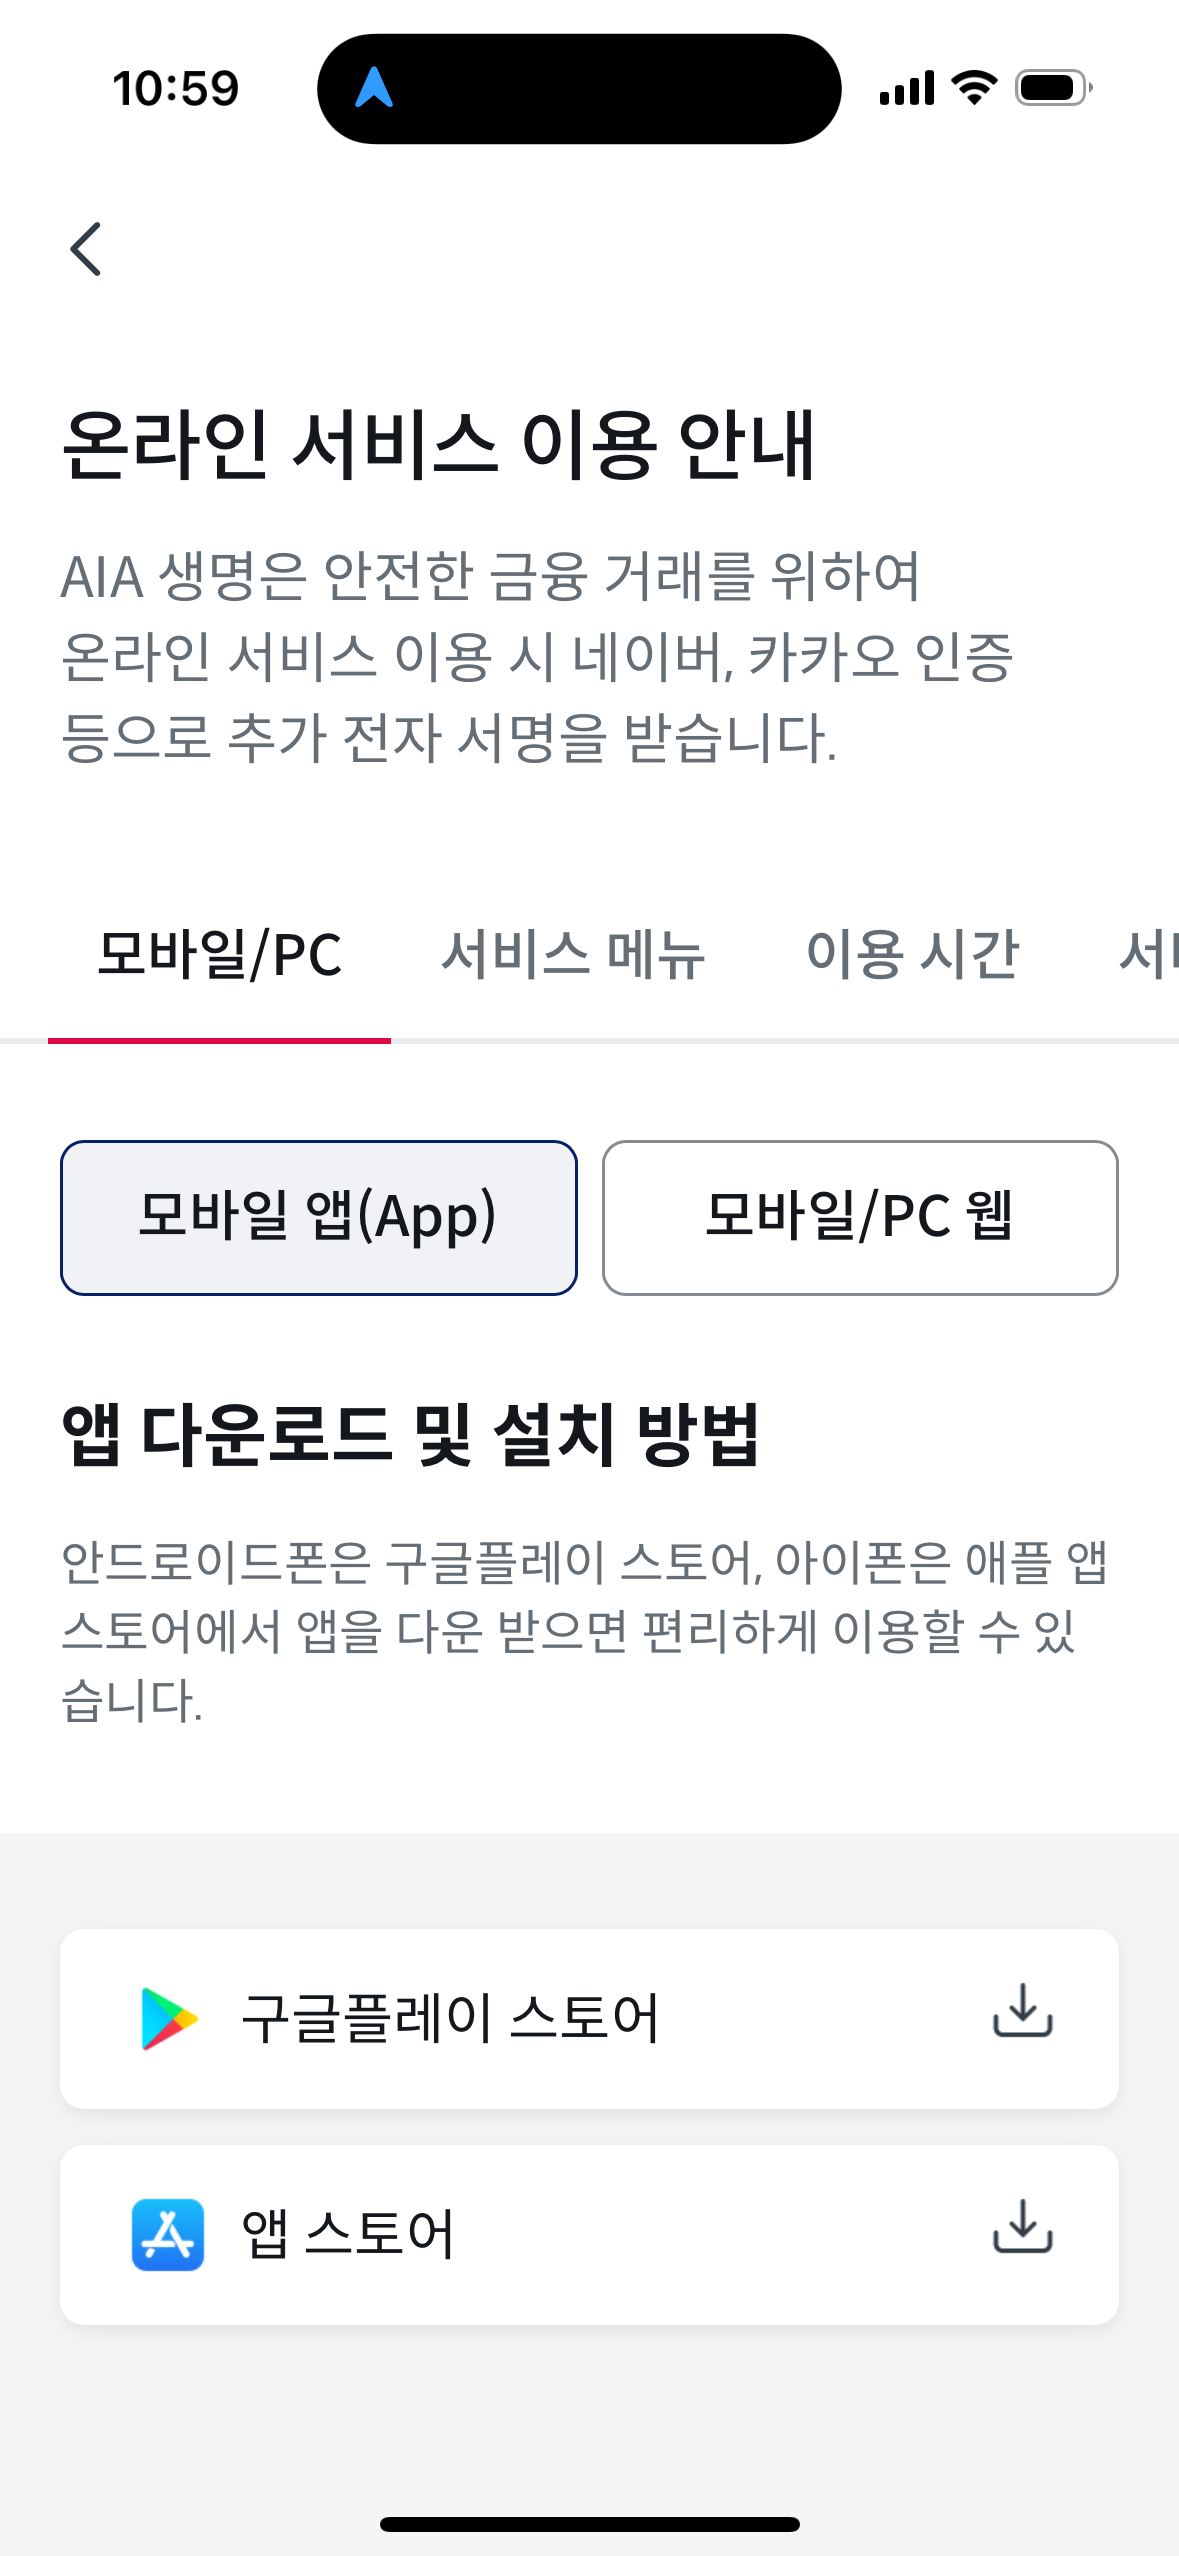 10:59
온라인 서비스 이용 안내
AIA 생명은 안전한 금융 거래를 위하여
온라인 서비스 이용 시 네이버, 카카오 인증
등으로 추가 전자 서명을 받습니다.
모바일/PC 서비스 메뉴 이용 시간
모바일 앱(App) 모바일/PC 웹
앱 다운로드 및 설치 방법
안드로이드폰은 구글플레이 스토어, 아이폰은 애플 앱
스토어에서 앱을 다운 받으면 편리하게 이용할 수 있
습니다.
구글플레이 스토어
앱 스토어